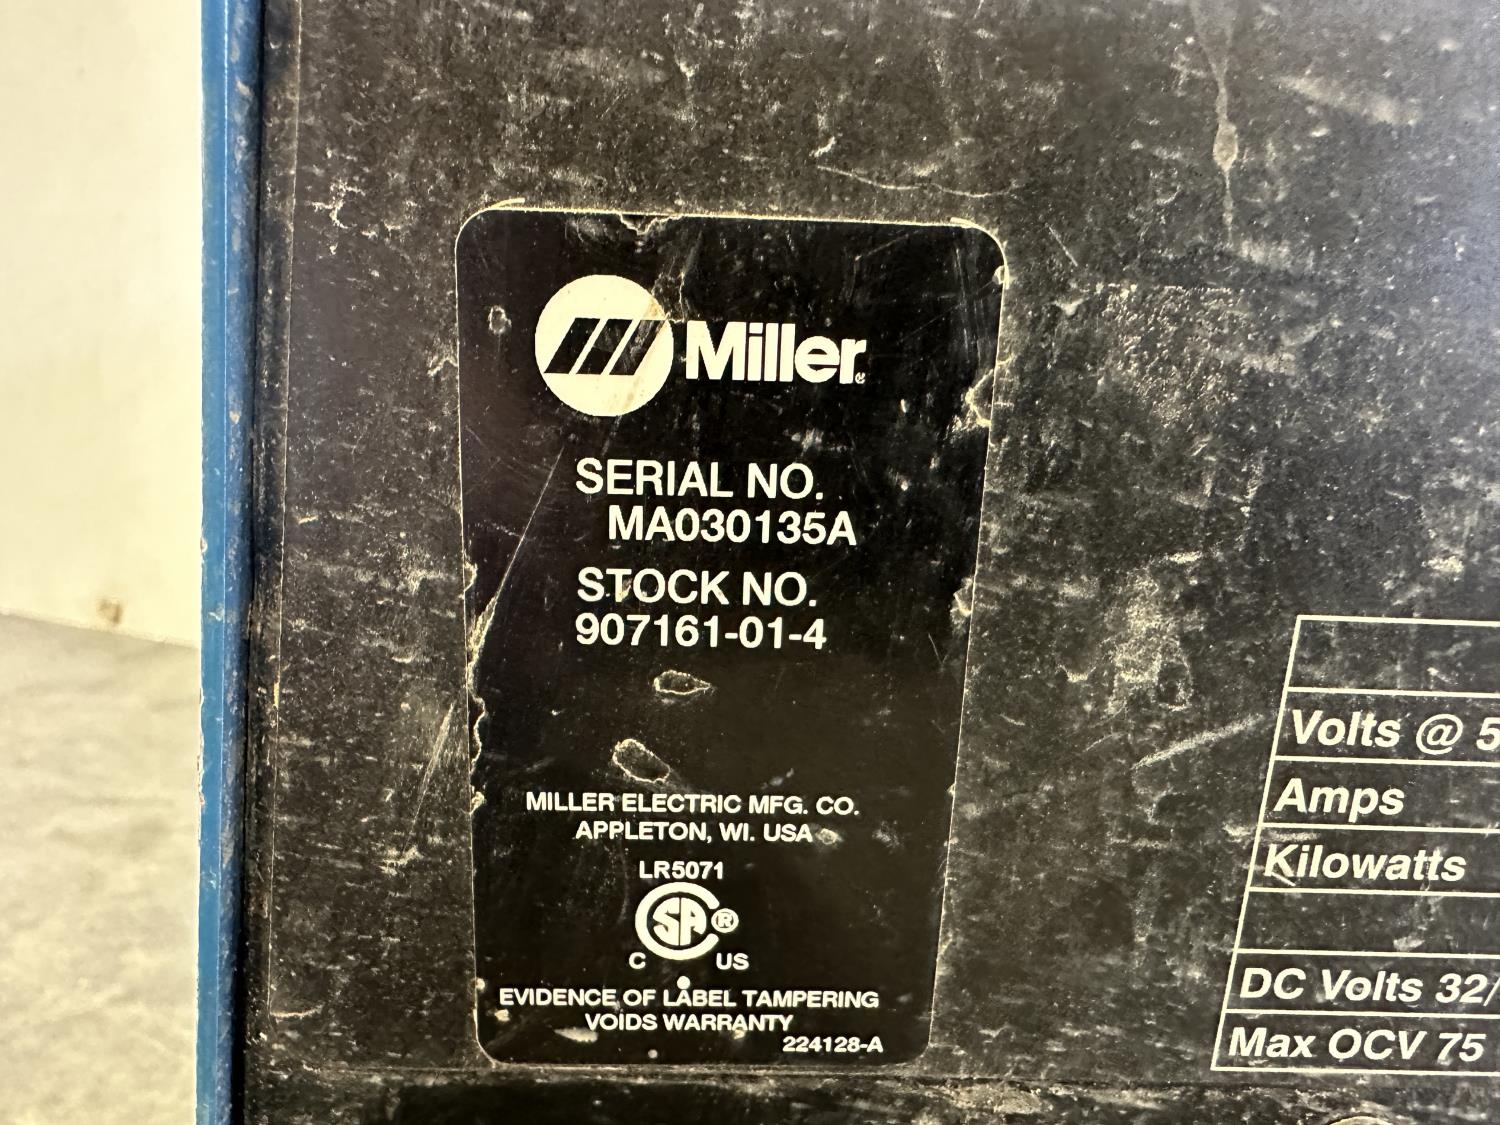 Miller®
SERIAL NO.
MA030135A
STOCK NO.
907161-01-4
MILLER ELECTRIC MFG. CO.
APPLETON, WI. USA
LR5071
SA®
C US
EVIDENCE OF LABEL TAMPERING
VOIDS WARRANTY
224128-A
Volts @ 5
Amps
Kilowatts
DC Volts 32/
Max OCV 75